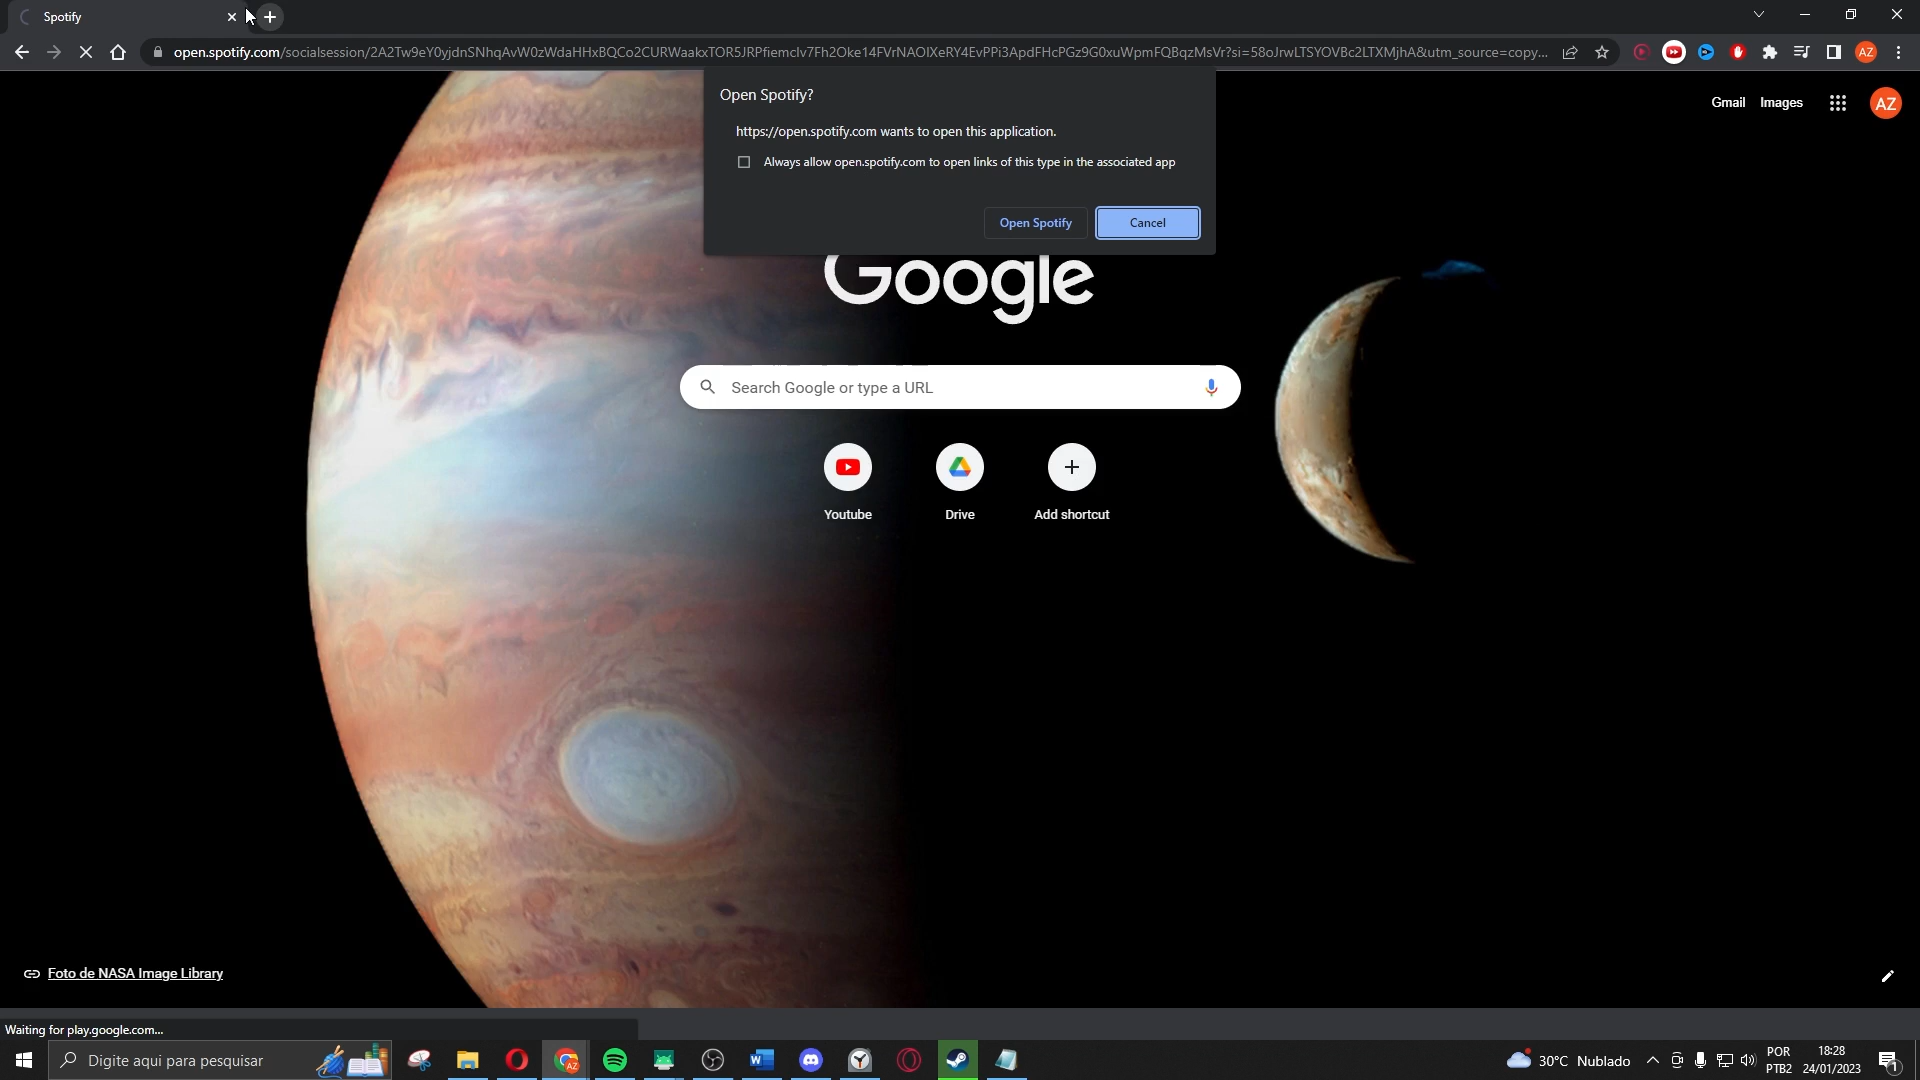 Spotify
open.spotify.com/socialsession/2A2Tw9eY0yjdnSNhqAvW0zWdaHHxBQCo2CURWaakxTOR5JRPfiemclv7Fh2Oke14FVrNAOIXeRY4EvPPi3ApdFHcPGz9G0xuWpmFQBqzMsVr?si=58oJrwLTSYOVBc2LTXMjhA&utm_source=copy...
AZ
Open Spotify?
https://open.spotify.com wants to open this application.
Always allow open.spotify.com to open links of this type in the associated app
Open Spotify
Cancel
Gmail
Images
AZ
Google
Search Google or type a URL
Youtube
Drive
Add shortcut
Foto de NASA Image Library
Waiting for play.google.com...
Digite aqui para pesquisar
30°C Nublado
POR
PTB2
18:28
24/01/2023
1